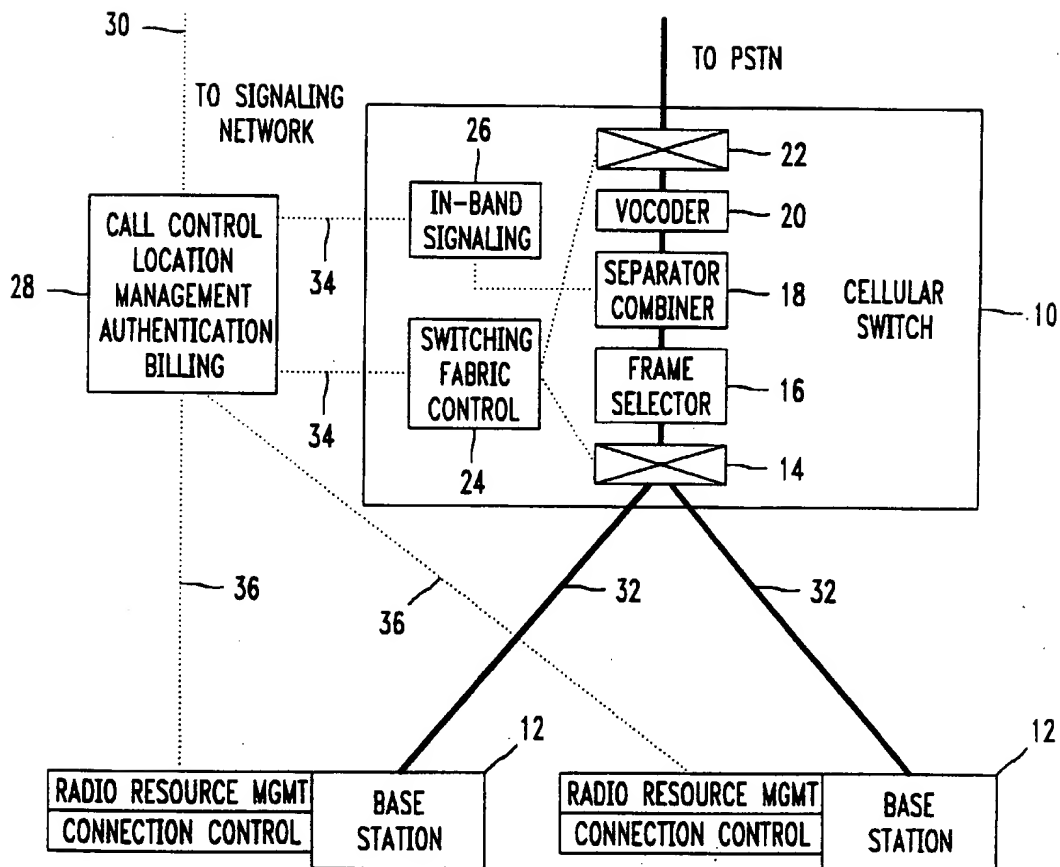 30
TO PSTN
TO SIGNALING
NETWORK
26
22
IN-BAND
SIGNALING
VOCODER
20
CALL CONTROL
LOCATION
MANAGEMENT
AUTHENTICATION
BILLING
28
34
SEPARATOR
COMBINER
18
CELLULAR
SWITCH
10
SWITCHING
FABRIC
CONTROL
34
FRAME
SELECTOR
16
24
14
36
36
32
32
12
12
RADIO RESOURCE MGMT
CONNECTION CONTROL
BASE
STATION
RADIO RESOURCE MGMT
CONNECTION CONTROL
BASE
STATION